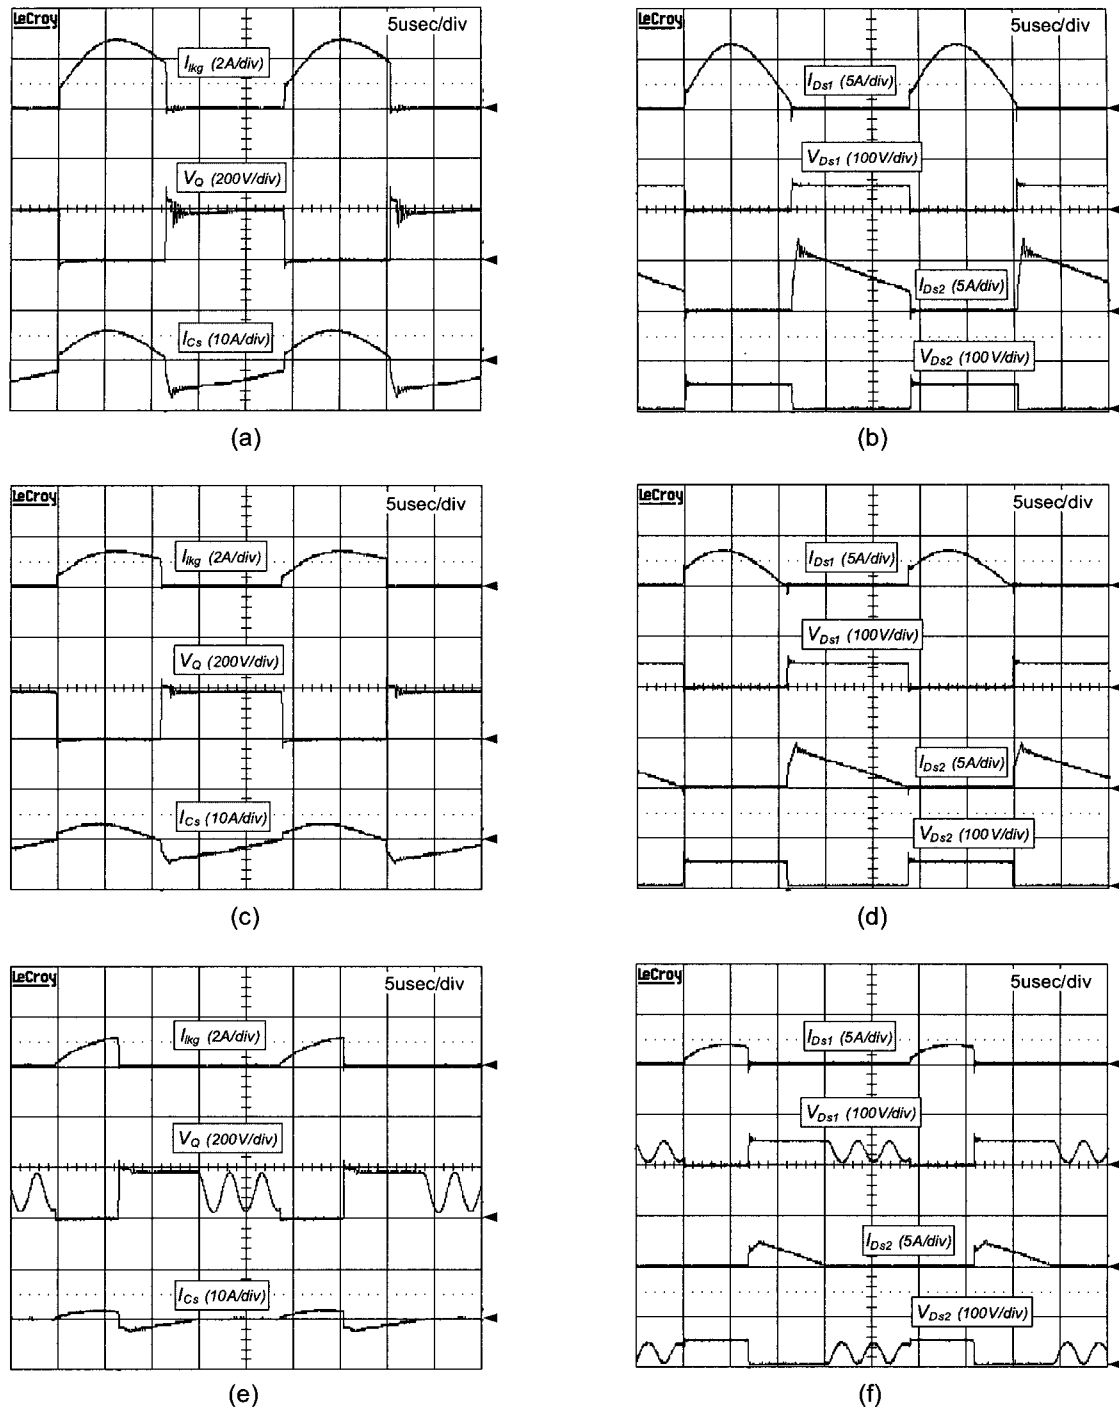 LeCroy
5usec/div
I_lkg (2A/div)
V_Q (200V/div)
I_Cs (10A/div)
(a)
LeCroy
5usec/div
I_Ds1 (5A/div)
V_Ds1 (100V/div)
I_Ds2 (5A/div)
V_Ds2 (100V/div)
(b)
LeCroy
5usec/div
I_lkg (2A/div)
V_Q (200V/div)
I_Cs (10A/div)
(c)
LeCroy
5usec/div
I_Ds1 (5A/div)
V_Ds1 (100V/div)
I_Ds2 (5A/div)
V_Ds2 (100V/div)
(d)
LeCroy
5usec/div
I_lkg (2A/div)
V_Q (200V/div)
I_Cs (10A/div)
(e)
LeCroy
5usec/div
I_Ds1 (5A/div)
V_Ds1 (100V/div)
I_Ds2 (5A/div)
V_Ds2 (100V/div)
(f)